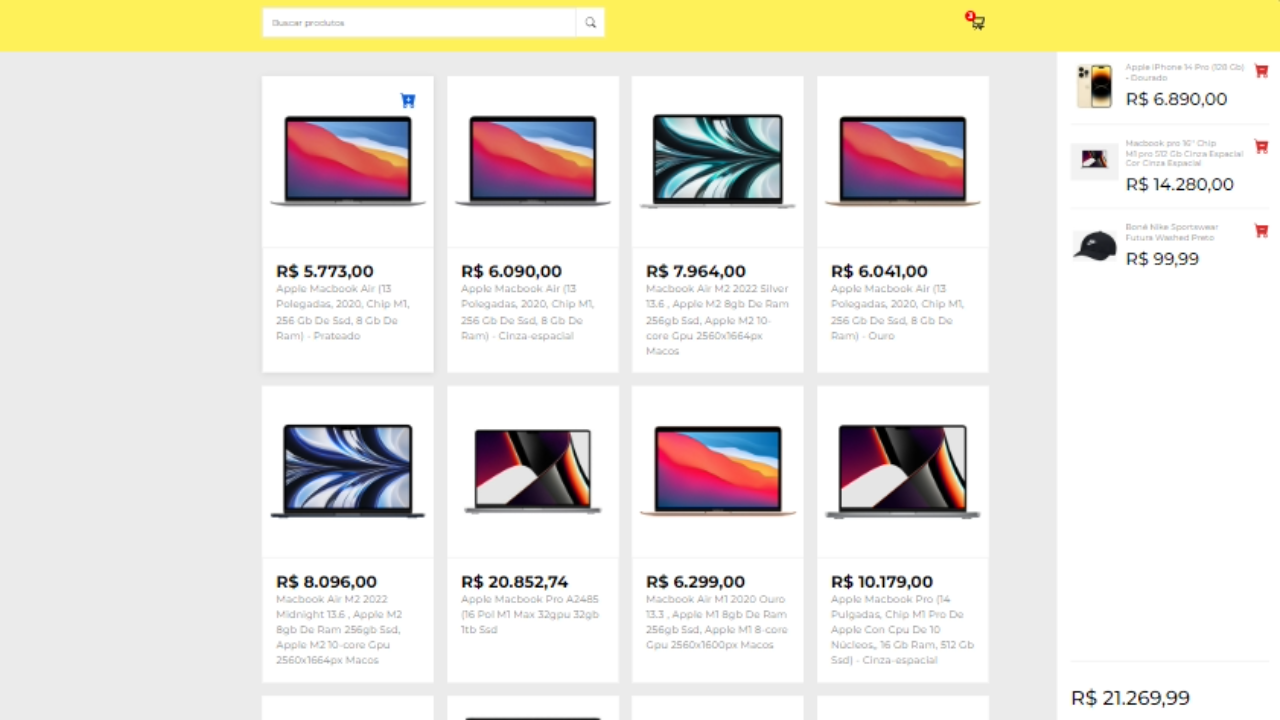 Buscar produtos
3
R$ 5.773,00
Apple Macbook Air (13
Polegadas, 2020, Chip M1,
256 Gb De Ssd, 8 Gb De
Ram) - Prateado
R$ 6.090,00
Apple Macbook Air (13
Polegadas, 2020, Chip M1,
256 Gb De Ssd, 8 Gb De
Ram) - Cinza-espacial
R$ 7.964,00
Macbook Air M2 2022 Silver
13.6 , Apple M2 8gb De Ram
256gb Ssd, Apple M2 10-
core Gpu 2560x1664px
Macos
R$ 6.041,00
Apple Macbook Air (13
Polegadas, 2020, Chip M1,
256 Gb De Ssd, 8 Gb De
Ram) - Ouro
R$ 8.096,00
Macbook Air M2 2022
Midnight 13.6 , Apple M2
8gb De Ram 256gb Ssd,
Apple M2 10-core Gpu
2560x1664px Macos
R$ 20.852,74
Apple Macbook Pro A2485
(16 Pol M1 Max 32gpu 32gb
1tb Ssd
R$ 6.299,00
Macbook Air M1 2020 Ouro
13.3 , Apple M1 8gb De Ram
256gb Ssd, Apple M1 8-core
Gpu 2560x1600px Macos
R$ 10.179,00
Apple Macbook Pro (14
Pulgadas, Chip M1 Pro De
Apple Con Cpu De 10
Núcleos,, 16 Gb Ram, 512 Gb
Ssd) - Cinza-espacial
Apple iPhone 14 Pro (128 Gb)
- Dourado
R$ 6.890,00
Macbook pro 16" Chip
M1 pro 512 Gb Cinza Espacial
Cor Cinza Espacial
R$ 14.280,00
Boné Nike Sportswear
Futura Washed Preto
R$ 99,99
R$ 21.269,99